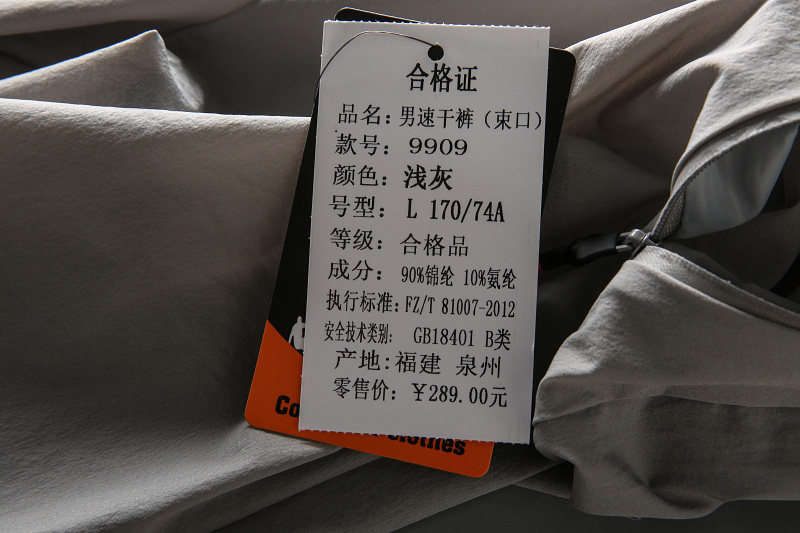 合格证
品名：男速干裤（束口）
款号：9909
颜色：浅灰
号型：L 170/74A
等级：合格品
成分：90%锦纶 10%氨纶
执行标准：FZ/T 81007-2012
安全技术类别：GB18401 B类
产地:福建 泉州
零售价：￥289.00元
Clothes